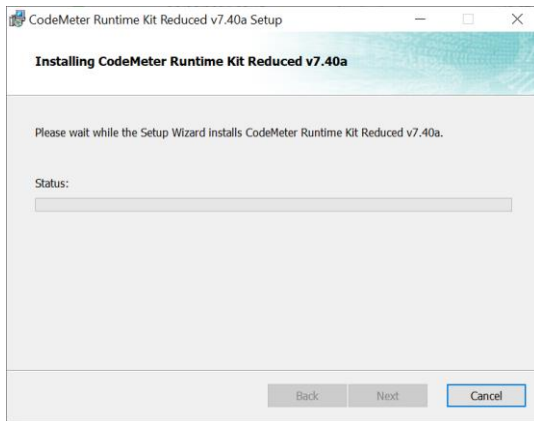 CodeMeter Runtime Kit Reduced v7.40a Setup
Installing CodeMeter Runtime Kit Reduced v7.40a
Please wait while the Setup Wizard installs CodeMeter Runtime Kit Reduced v7.40a.
Status:
Back Next Cancel